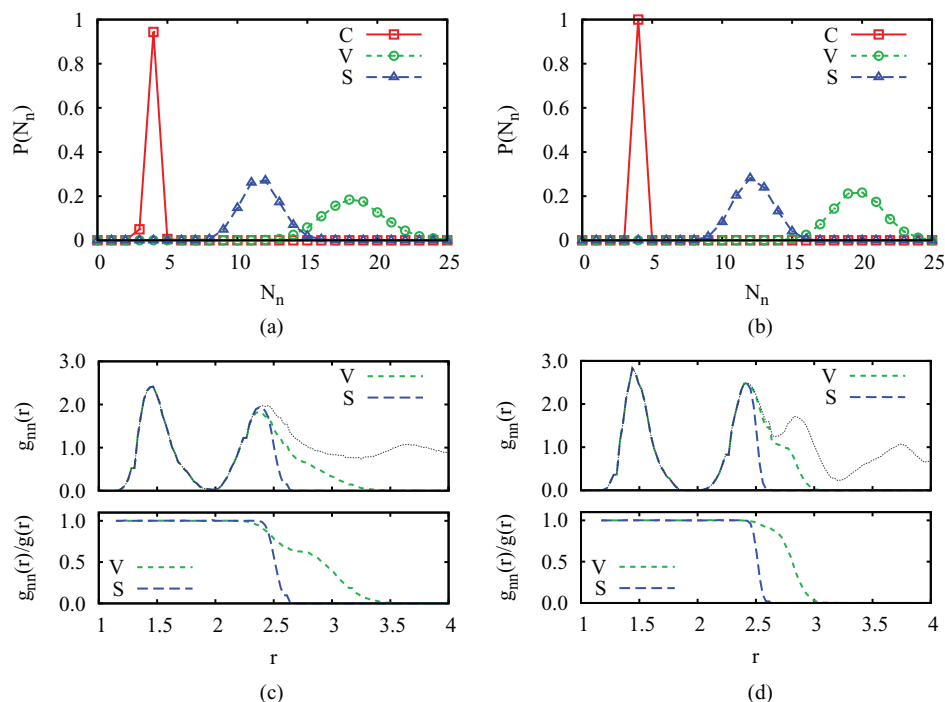 1
0.8
0.6
0.4
0.2
0
P(Nn)
C
V
S
0 5 10 15 20 25
Nn
(a)
1
0.8
0.6
0.4
0.2
0
P(Nn)
C
V
S
0 5 10 15 20 25
Nn
(b)
3.0
2.0
1.0
0.0
gnn(r)
V
S
1.0
0.5
0.0
gnn(r)/g(r)
V
S
1 1.5 2 2.5 3 3.5 4
r
(c)
3.0
2.0
1.0
0.0
gnn(r)
V
S
1.0
0.5
0.0
gnn(r)/g(r)
V
S
1 1.5 2 2.5 3 3.5 4
r
(d)